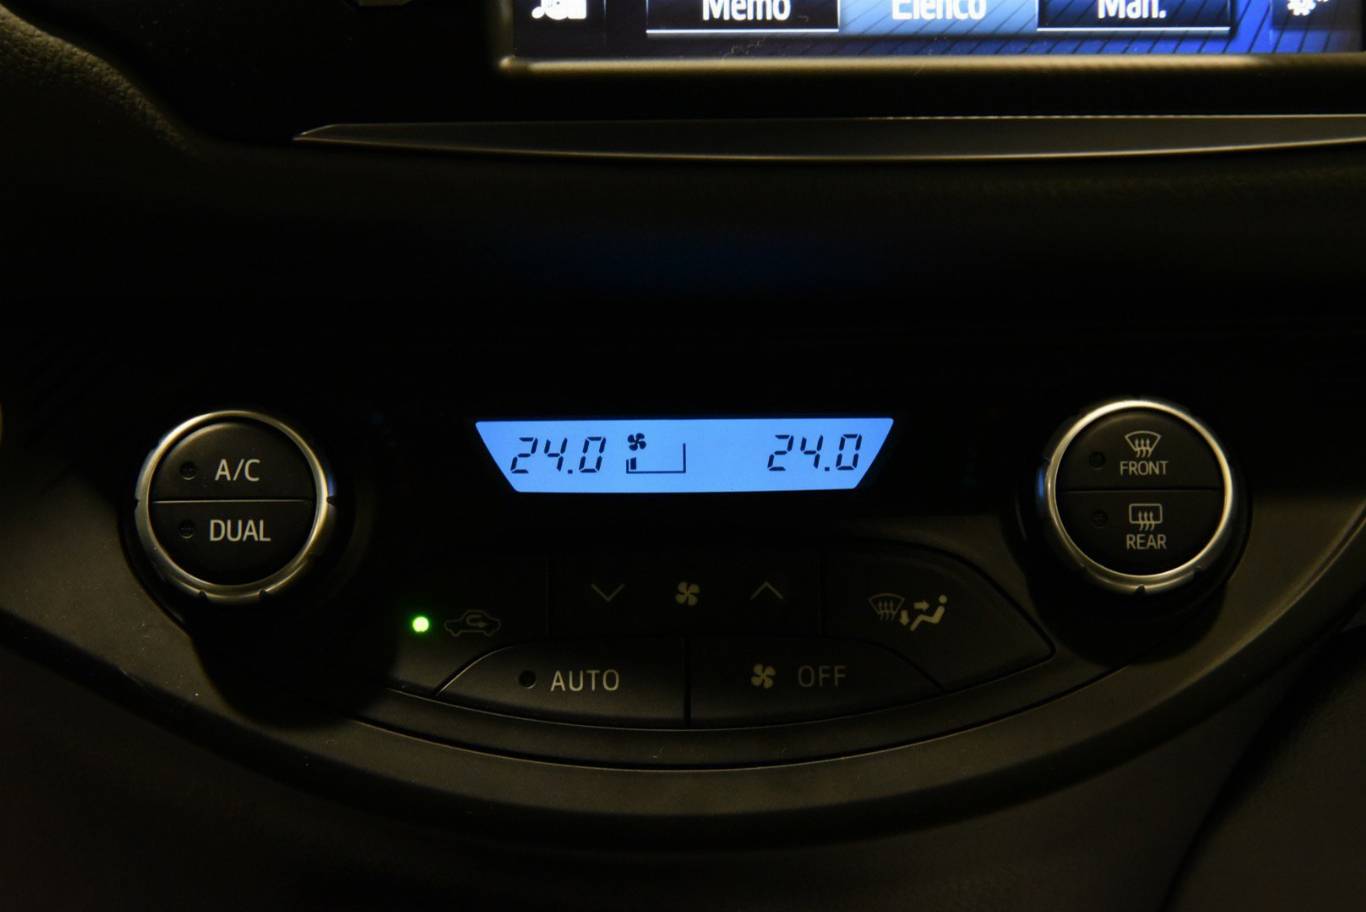 Memo Elenco Man.
24.0 24.0
A/C
DUAL
FRONT
REAR
AUTO
OFF